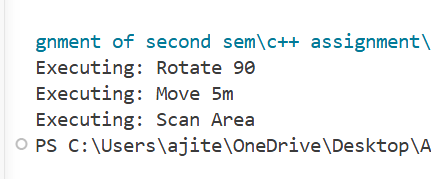 gnment of second sem\c++ assignment\
Executing: Rotate 90
Executing: Move 5m
Executing: Scan Area
PS C:\Users\ajite\OneDrive\Desktop\A